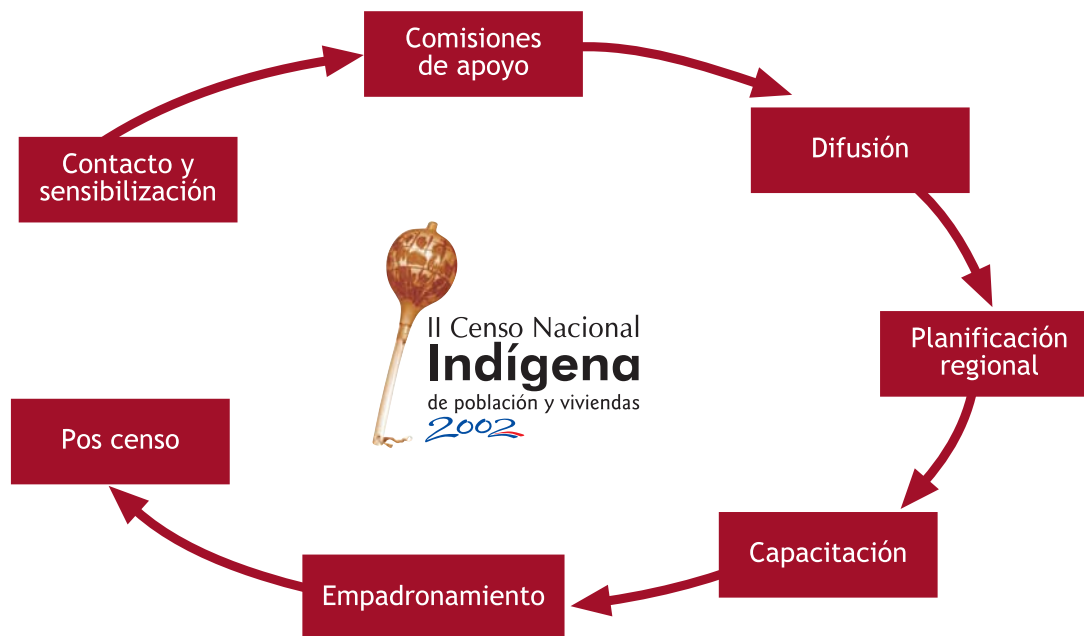 Comisiones
de apoyo
Contacto y
sensibilización
Difusión
Planificación
regional
Capacitación
Empadronamiento
Pos censo
II Censo Nacional
Indígena
de población y viviendas
2002